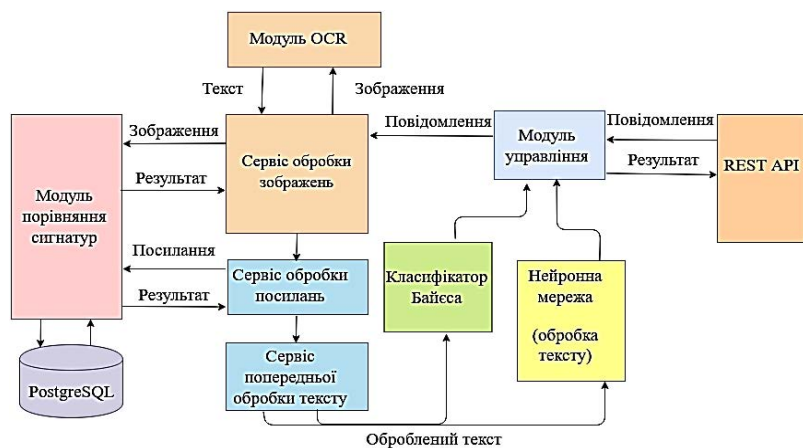 Модуль OCR
Текст
Зображення
Зображення
Сервіс обробки
зображень
Повідомлення
Модуль
управління
Повідомлення
REST API
Результат
Результат
Модуль
порівняння
сигнатур
Посилання
Сервіс обробки
посилань
Результат
Класифікатор
Байєса
Нейронна
мережа
(обробка
тексту)
PostgreSQL
Сервіс
попередньої
обробки тексту
Оброблений текст